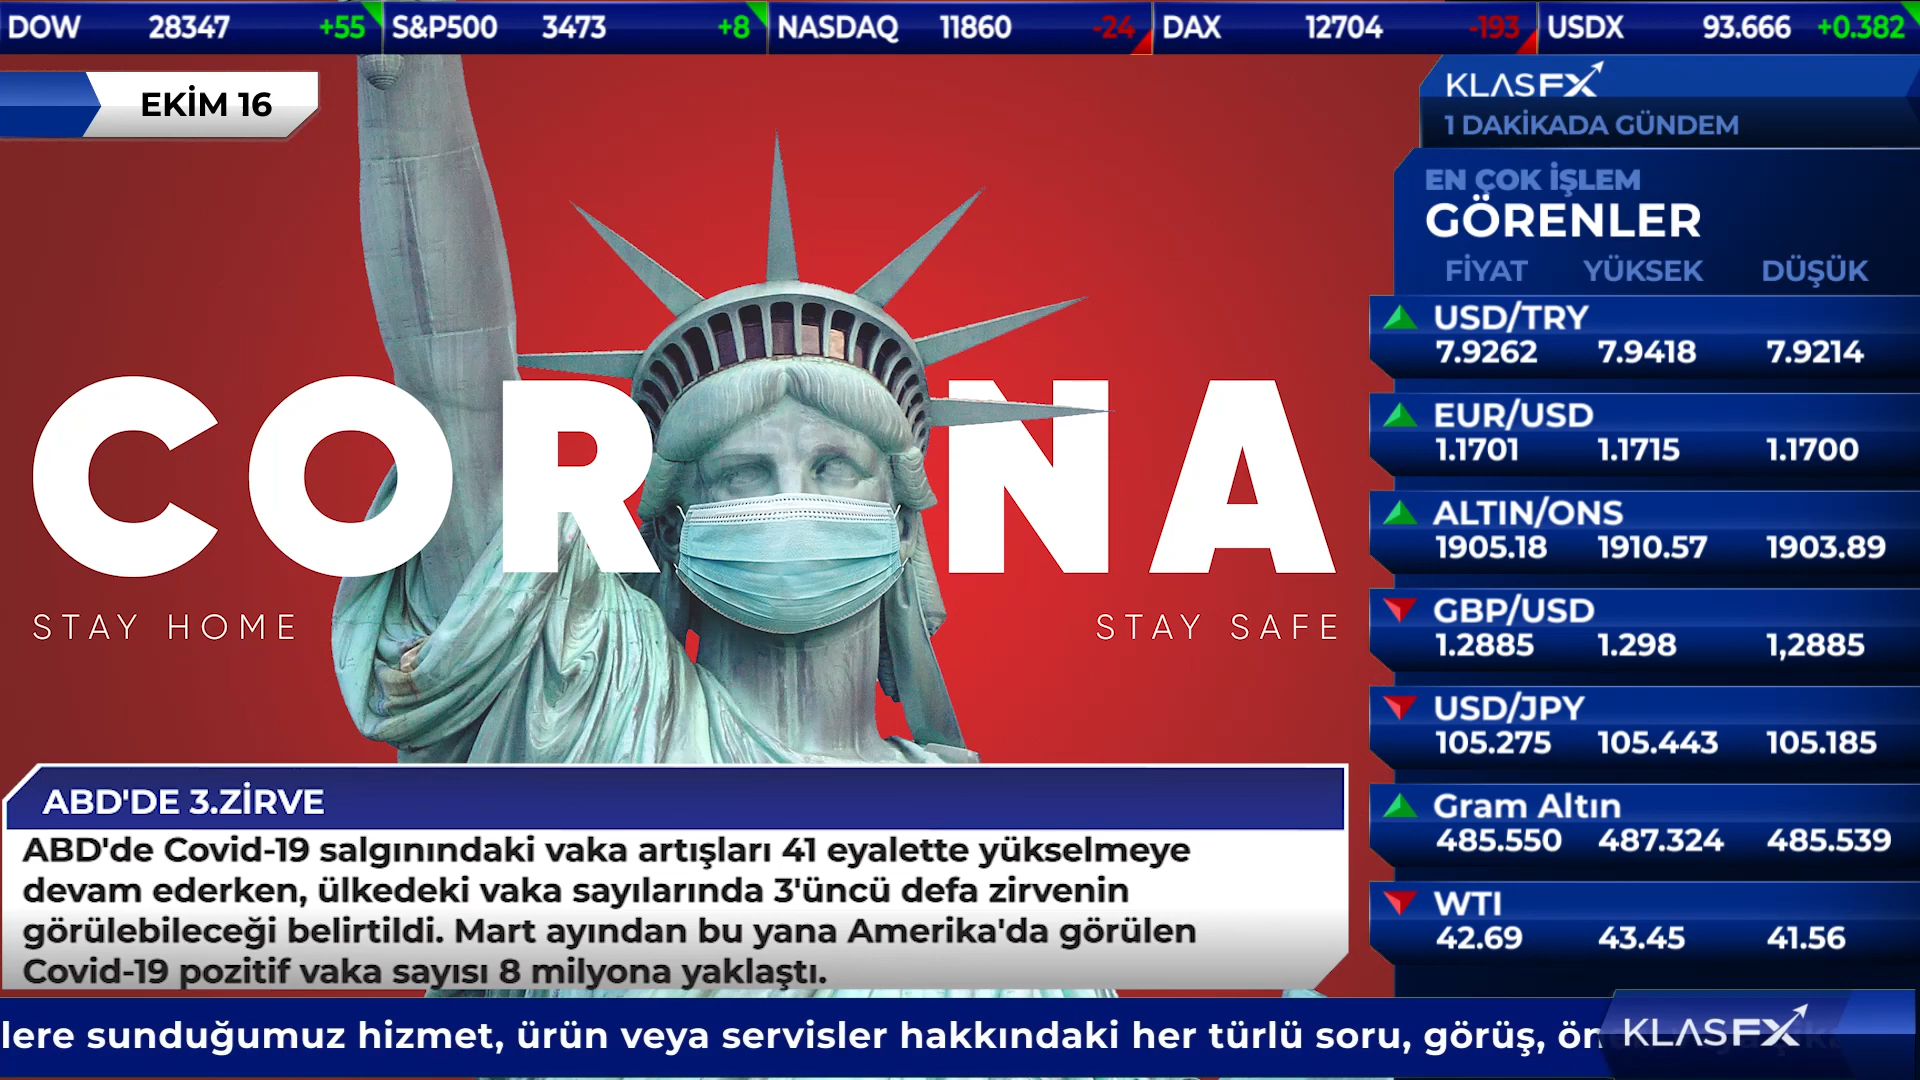 DOW 28347 +55 S&P500 3473 +8 NASDAQ 11860 -24 DAX 12704 -193 USDX 93.666 +0.382
EKİM 16
KLASFX
1 DAKİKADA GÜNDEM
EN ÇOK İŞLEM
GÖRENLER
FİYAT YÜKSEK DÜŞÜK
USD/TRY
7.9262 7.9418 7.9214
EUR/USD
1.1701 1.1715 1.1700
ALTIN/ONS
1905.18 1910.57 1903.89
GBP/USD
1.2885 1.298 1,2885
USD/JPY
105.275 105.443 105.185
Gram Altın
485.550 487.324 485.539
WTI
42.69 43.45 41.56
COR NA
STAY HOME STAY SAFE
ABD'DE 3.ZİRVE
ABD'de Covid-19 salgınındaki vaka artışları 41 eyalette yükselmeye
devam ederken, ülkedeki vaka sayılarında 3'üncü defa zirvenin
görülebileceği belirtildi. Mart ayından bu yana Amerika'da görülen
Covid-19 pozitif vaka sayısı 8 milyona yaklaştı.
lere sunduğumuz hizmet, ürün veya servisler hakkındaki her türlü soru, görüş, ön
KLASFX